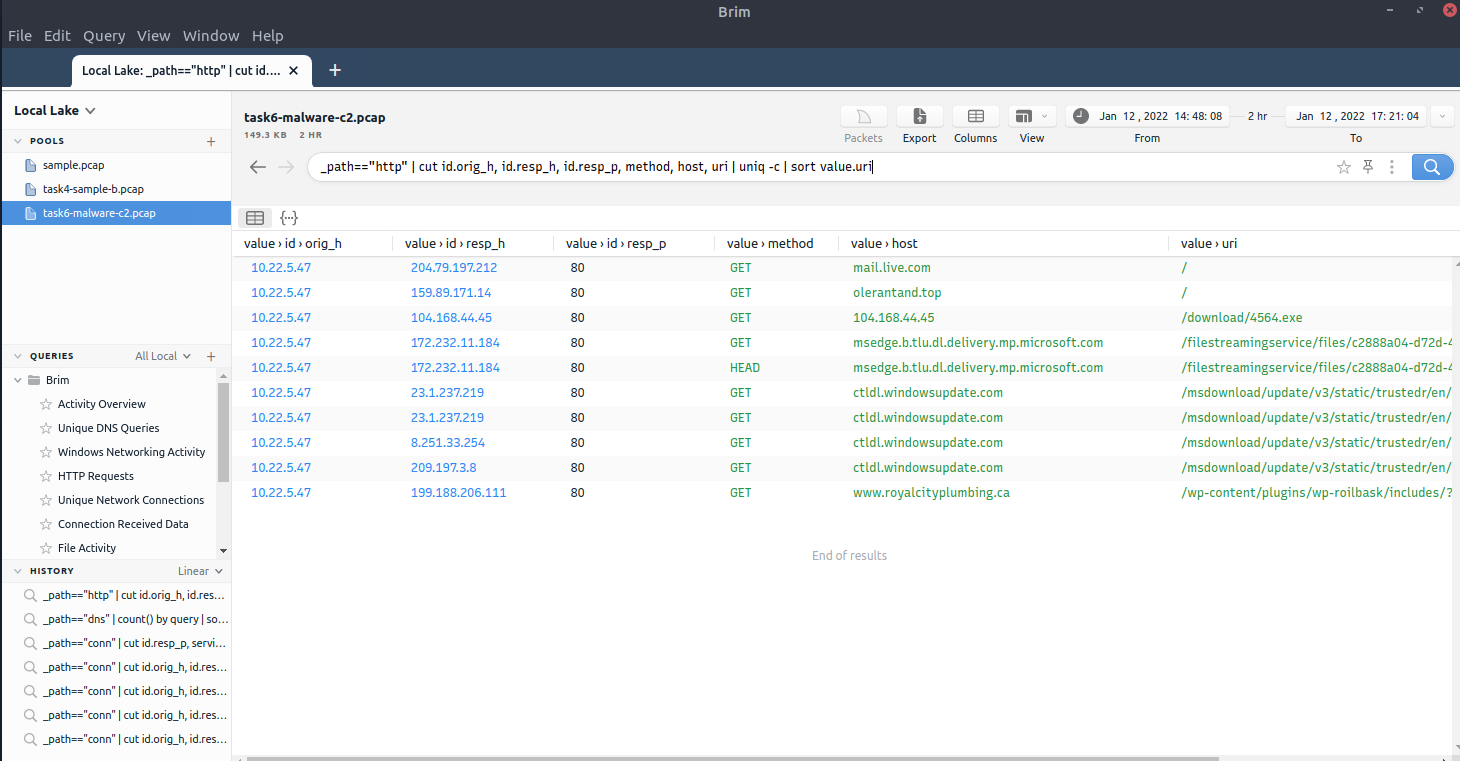 Brim
File Edit Query View Window Help
Local Lake: _path=="http" | cut id.... ✕ +
Local Lake
POOLS +
sample.pcap
task4-sample-b.pcap
task6-malware-c2.pcap
QUERIES All Local +
Brim
Activity Overview
Unique DNS Queries
Windows Networking Activity
HTTP Requests
Unique Network Connections
Connection Received Data
File Activity
HISTORY Linear
_path=="http" | cut id.orig_h, id.res...
_path=="dns" | count() by query | so...
_path=="conn" | cut id.resp_p, servi...
_path=="conn" | cut id.orig_h, id.res...
_path=="conn" | cut id.orig_h, id.res...
_path=="conn" | cut id.orig_h, id.res...
_path=="conn" | cut id.orig_h, id.res...
task6-malware-c2.pcap
149.3 KB 2 HR
Packets Export Columns View
Jan 12 , 2022 14 : 48 : 08 2 hr Jan 12 , 2022 17 : 21 : 04
From To
_path=="http" | cut id.orig_h, id.resp_h, id.resp_p, method, host, uri | uniq -c | sort value.uri
{···}
value › id › orig_h value › id › resp_h value › id › resp_p value › method value › host value › uri
10.22.5.47 204.79.197.212 80 GET mail.live.com /
10.22.5.47 159.89.171.14 80 GET olerantand.top /
10.22.5.47 104.168.44.45 80 GET 104.168.44.45 /download/4564.exe
10.22.5.47 172.232.11.184 80 GET msedge.b.tlu.dl.delivery.mp.microsoft.com /filestreamingservice/files/c2888a04-d72d-4
10.22.5.47 172.232.11.184 80 HEAD msedge.b.tlu.dl.delivery.mp.microsoft.com /filestreamingservice/files/c2888a04-d72d-4
10.22.5.47 23.1.237.219 80 GET ctldl.windowsupdate.com /msdownload/update/v3/static/trustedr/en/
10.22.5.47 23.1.237.219 80 GET ctldl.windowsupdate.com /msdownload/update/v3/static/trustedr/en/
10.22.5.47 8.251.33.254 80 GET ctldl.windowsupdate.com /msdownload/update/v3/static/trustedr/en/
10.22.5.47 209.197.3.8 80 GET ctldl.windowsupdate.com /msdownload/update/v3/static/trustedr/en/
10.22.5.47 199.188.206.111 80 GET www.royalcityplumbing.ca /wp-content/plugins/wp-roilbask/includes/?
End of results